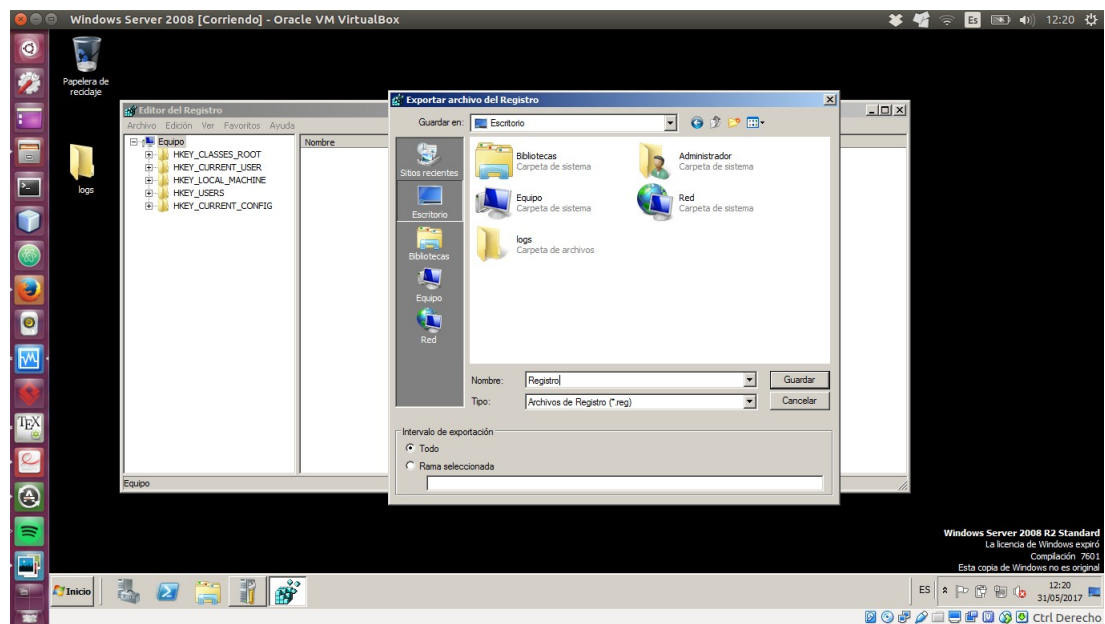 Windows Server 2008 [Corriendo] - Oracle VM VirtualBox
Es
12:20
Papelera de
reciclaje
logs
Editor del Registro
Archivo Edición Ver Favoritos Ayuda
Equipo
HKEY_CLASSES_ROOT
HKEY_CURRENT_USER
HKEY_LOCAL_MACHINE
HKEY_USERS
HKEY_CURRENT_CONFIG
Nombre
Equipo
Exportar archivo del Registro
Guardar en:
Escritorio
Sitios recientes
Escritorio
Bibliotecas
Equipo
Red
Bibliotecas
Carpeta de sistema
Administrador
Carpeta de sistema
Equipo
Carpeta de sistema
Red
Carpeta de sistema
logs
Carpeta de archivos
Nombre:
Registro
Guardar
Tipo:
Archivos de Registro (*.reg)
Cancelar
Intervalo de exportación
Todo
Rama seleccionada
TEX
Windows Server 2008 R2 Standard
La licencia de Windows expiró
Compilación 7601
Esta copia de Windows no es original
Inicio
ES
12:20
31/05/2017
Ctrl Derecho